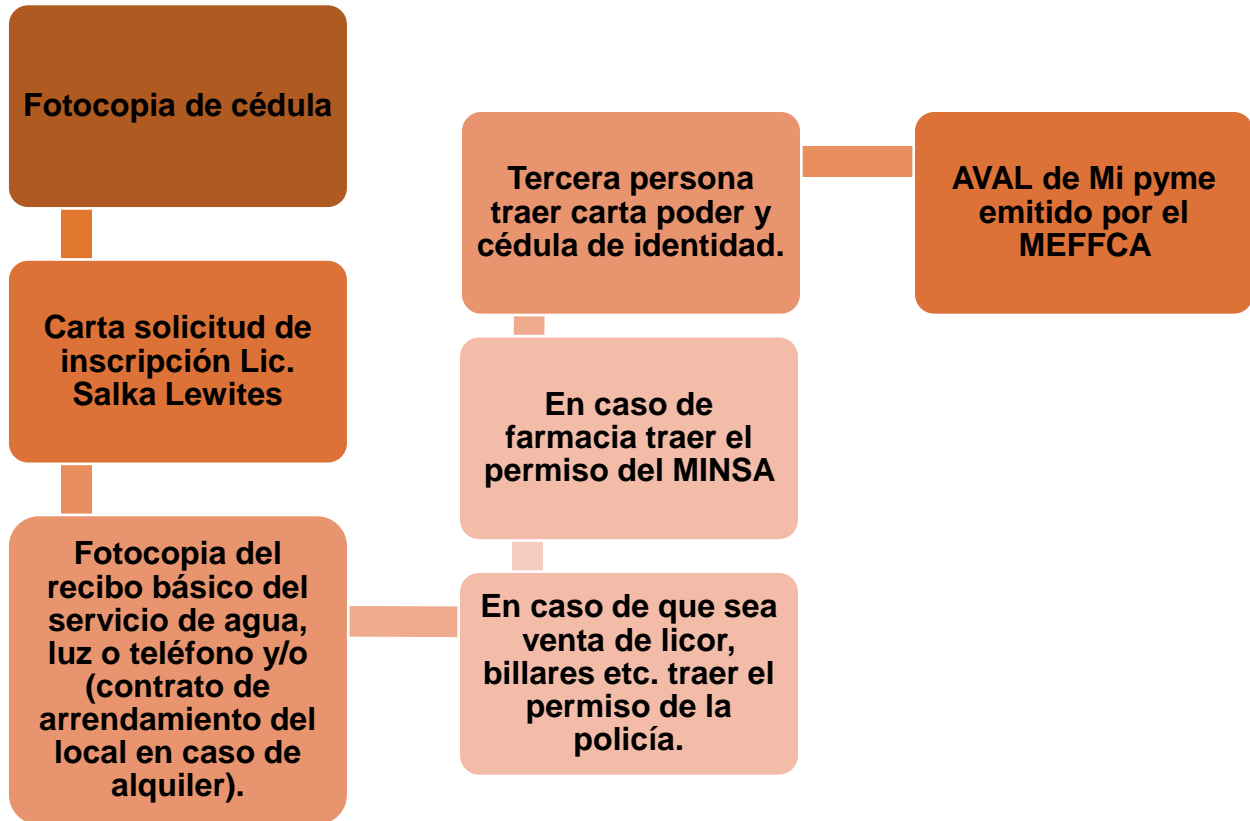 Fotocopia de cédula
Carta solicitud de
inscripción Lic.
Salka Lewites
Fotocopia del
recibo básico del
servicio de agua,
luz o teléfono y/o
(contrato de
arrendamiento del
local en caso de
alquiler).
En caso de que sea
venta de licor,
billares etc. traer el
permiso de la
policía.
En caso de
farmacia traer el
permiso del MINSA
Tercera persona
traer carta poder y
cédula de identidad.
AVAL de Mi pyme
emitido por el
MEFFCA